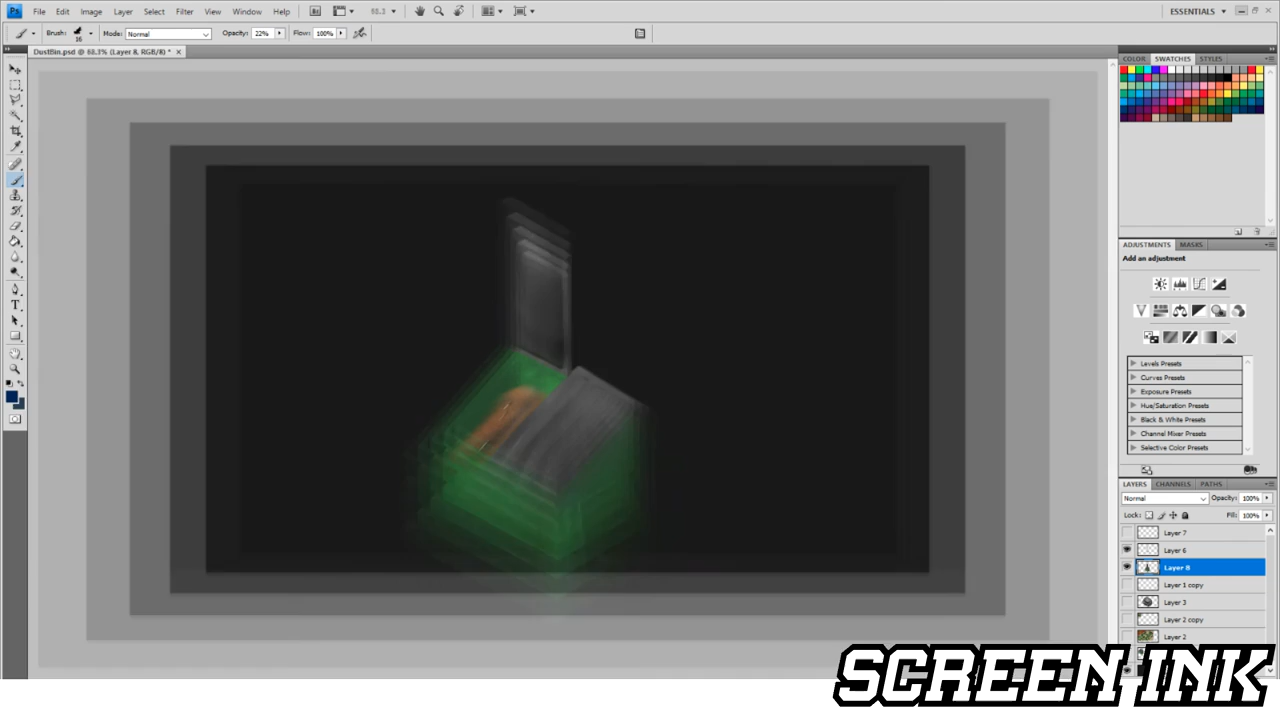 Ps File Edit Image Layer Select Filter View Window Help ESSENTIALS
Brush: 16 Mode: Normal Opacity: 22% Flow: 100%
DustBin.psd @ 63.3% (Layer 8, RGB/8) *
COLOR SWATCHES STYLES
ADJUSTMENTS MASKS
Add an adjustment
Levels Presets
Curves Presets
Exposure Presets
Hue/Saturation Presets
Black & White Presets
Channel Mixer Presets
Selective Color Presets
LAYERS CHANNELS PATHS
Normal Opacity: 100%
Lock: Fill: 100%
Layer 7
Layer 6
Layer 8
Layer 1 copy
Layer 3
Layer 2 copy
Layer 2
SCREEN INK